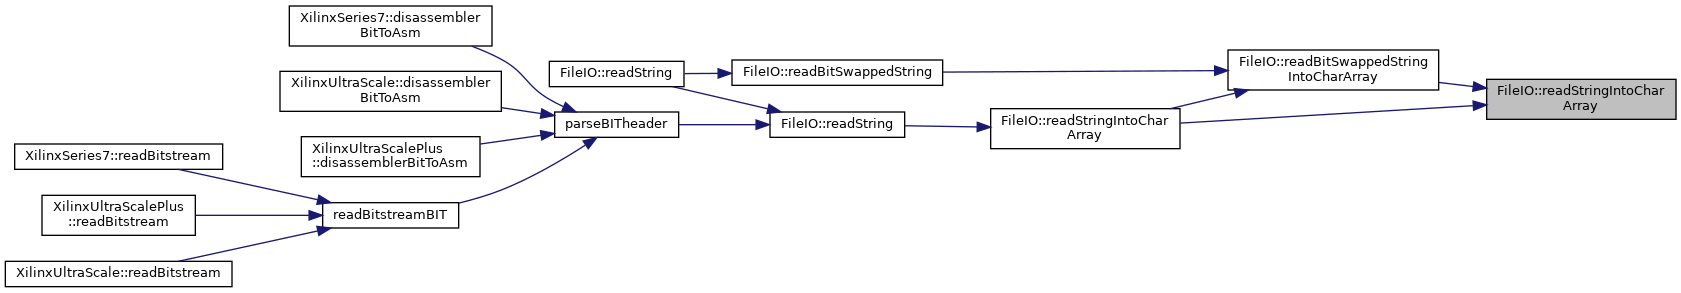 XilinxSeries7::disassembler
BitToAsm
XilinxUltraScale::disassembler
BitToAsm
XilinxUltraScalePlus
::disassemblerBitToAsm
XilinxSeries7::readBitstream
XilinxUltraScalePlus
::readBitstream
XilinxUltraScale::readBitstream
readBitstreamBIT
parseBITheader
FileIO::readString
FileIO::readBitSwappedString
FileIO::readString
FileIO::readStringIntoChar
Array
FileIO::readBitSwappedString
IntoCharArray
FileIO::readStringIntoChar
Array